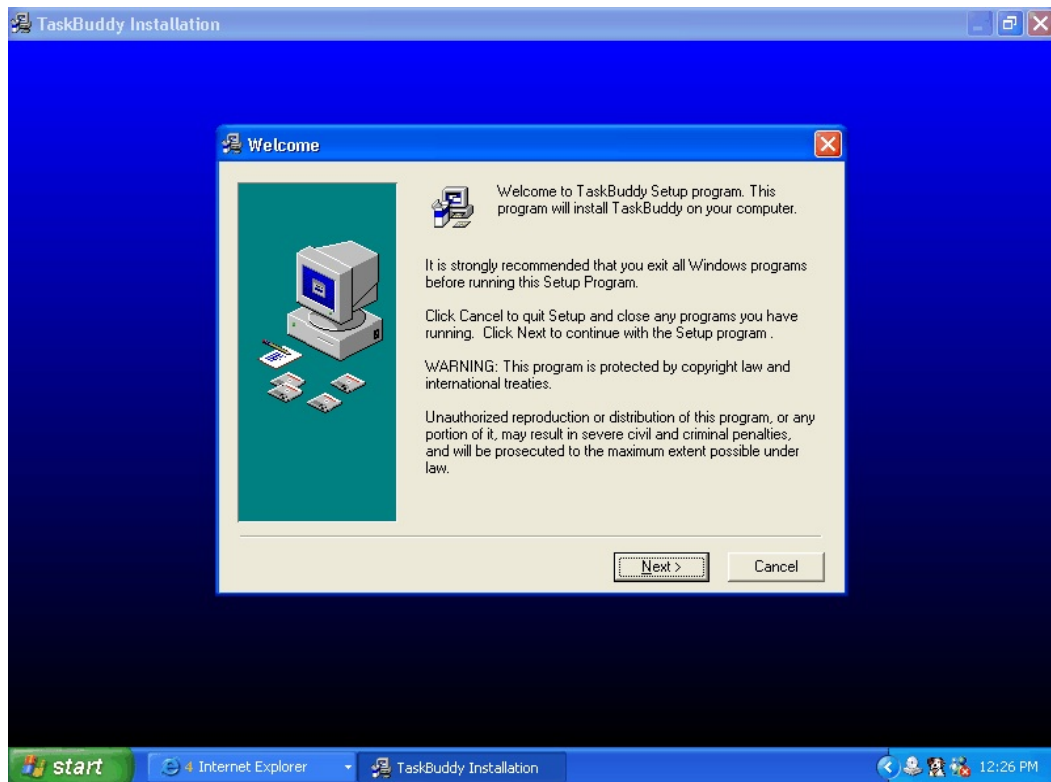 TaskBuddy Installation
Welcome
Welcome to TaskBuddy Setup program. This
program will install TaskBuddy on your computer.
It is strongly recommended that you exit all Windows programs
before running this Setup Program.
Click Cancel to quit Setup and close any programs you have
running. Click Next to continue with the Setup program .
WARNING: This program is protected by copyright law and
international treaties.
Unauthorized reproduction or distribution of this program, or any
portion of it, may result in severe civil and criminal penalties,
and will be prosecuted to the maximum extent possible under
law.
Next > Cancel
start 4 Internet Explorer TaskBuddy Installation 12:26 PM